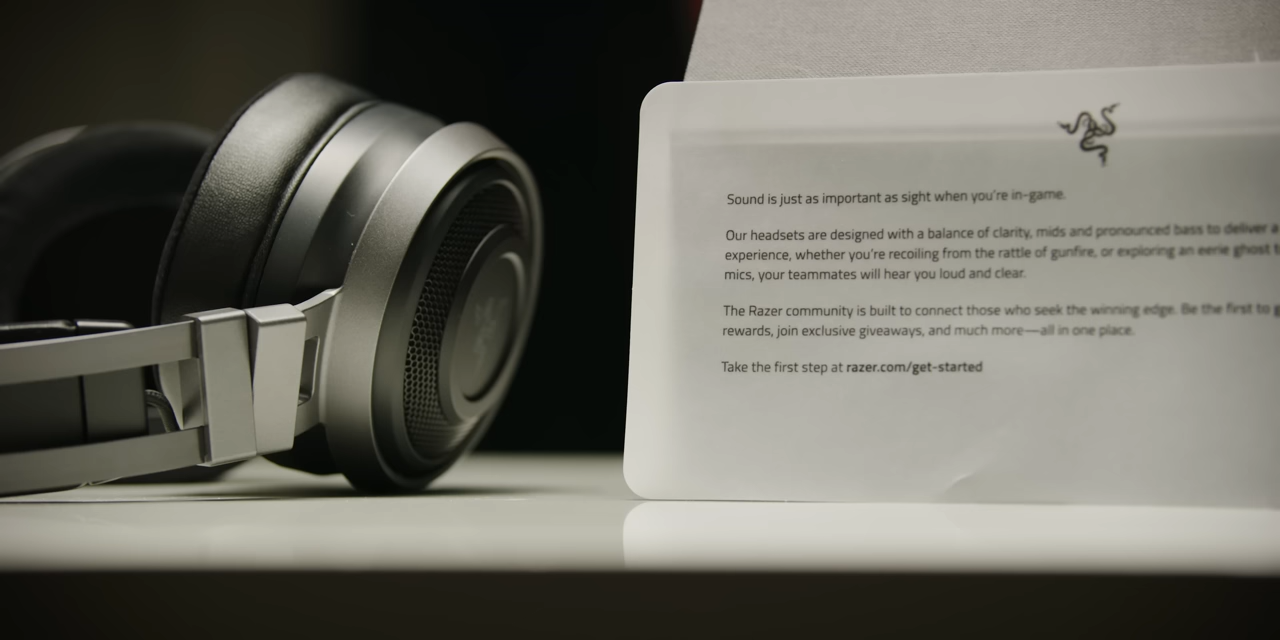 Sound is just as important as sight when you're in-game.
Our headsets are designed with a balance of clarity, mids and pronounced bass to deliver a
experience, whether you're recoiling from the rattle of gunfire, or exploring an eerie ghost
mics, your teammates will hear you loud and clear.
The Razer community is built to connect those who seek the winning edge. Be the first to
rewards, join exclusive giveaways, and much more—all in one place.
Take the first step at razer.com/get-started